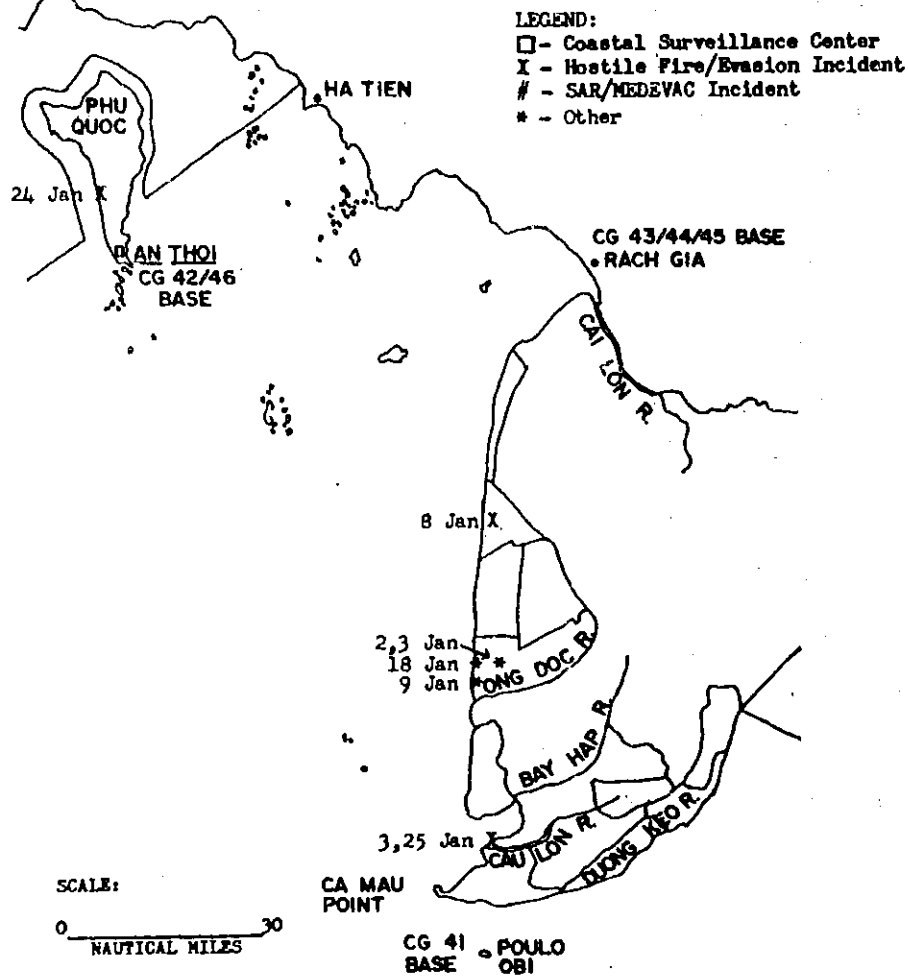 LEGEND:
□ - Coastal Surveillance Center
X - Hostile Fire/Evasion Incident
# - SAR/MEDEVAC Incident
* - Other
HA TIEN
PHU
QUOC
24 Jan X
AN THOI
CG 42/46
BASE
CG 43/44/45 BASE
RACH GIA
CAI LON R.
8 Jan X
2,3 Jan
18 Jan * *
9 Jan *
ONG DOC R.
BAY HAP R.
3,25 Jan X
CAU LON R.
DUONG KEO R.
CA MAU
POINT
SCALE:
0 30
NAUTICAL MILES
CG 41
BASE
POULO
OBI